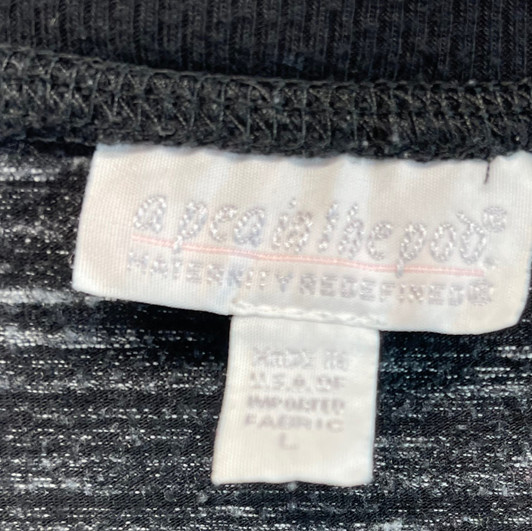 a pea in the pod®.
MATERNITY REDEFINED®
MADE IN
U.S.A. OF
IMPORTED
FABRIC
L